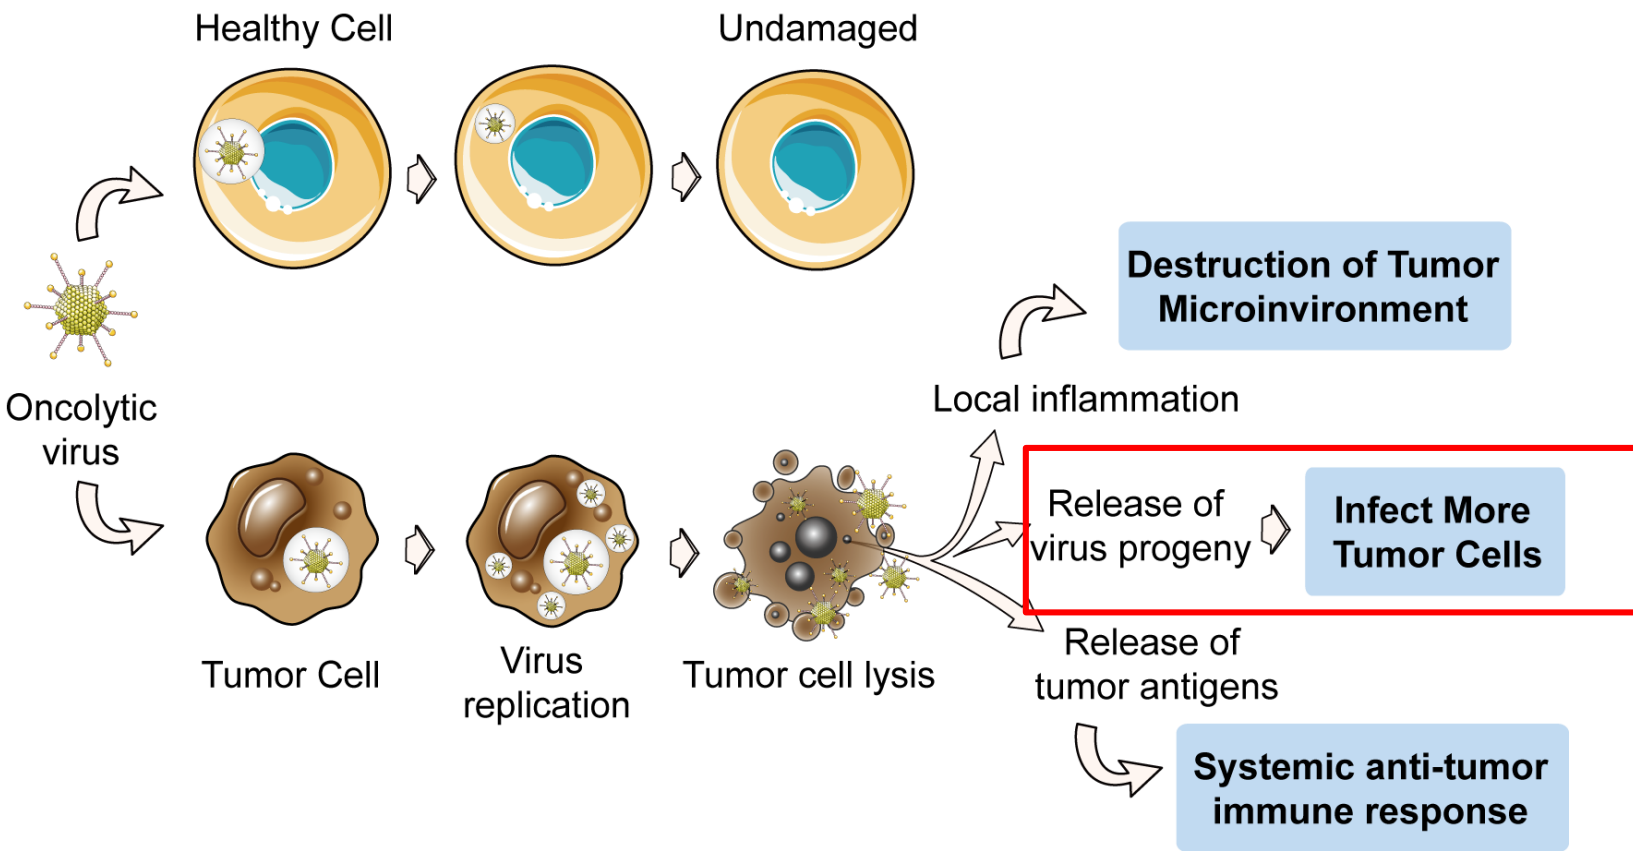 Healthy Cell
Undamaged
Oncolytic
virus
Tumor Cell
Virus
replication
Tumor cell lysis
Local inflammation
Destruction of Tumor
Microinvironment
Release of
virus progeny
Infect More
Tumor Cells
Release of
tumor antigens
Systemic anti-tumor
immune response